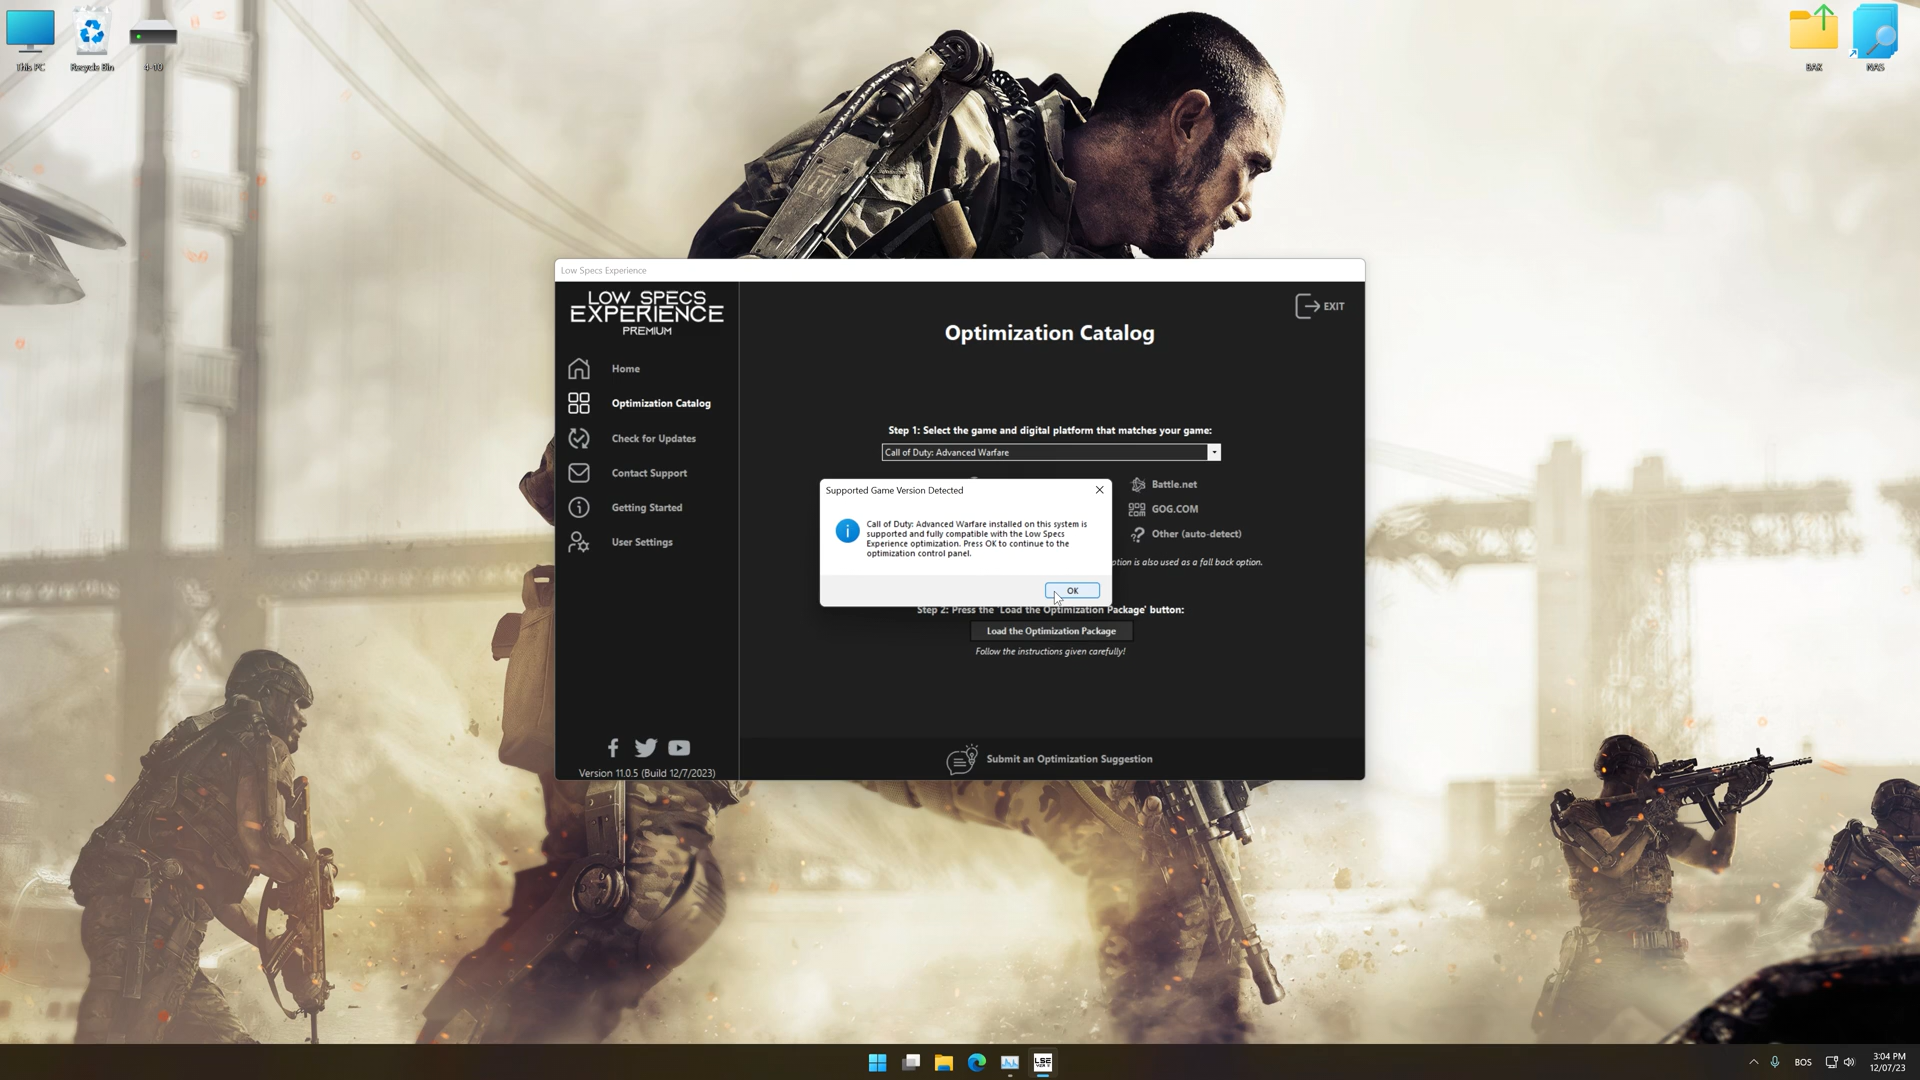 This PC
Recycle Bin
4-10
BAK
NAS
Low Specs Experience
LOW SPECS
EXPERIENCE
PREMIUM
EXIT
Optimization Catalog
Home
Optimization Catalog
Check for Updates
Contact Support
Getting Started
User Settings
Step 1: Select the game and digital platform that matches your game:
Call of Duty: Advanced Warfare
Battle.net
GOG.COM
Other (auto-detect)
ption is also used as a fall back option.
Supported Game Version Detected
Call of Duty: Advanced Warfare installed on this system is
supported and fully compatible with the Low Specs
Experience optimization. Press OK to continue to the
optimization control panel.
OK
Step 2: Press the 'Load the Optimization Package' button:
Load the Optimization Package
Follow the instructions given carefully!
Submit an Optimization Suggestion
Version 11.0.5 (Build 12/7/2023)
LSE
BOS
3:04 PM
12/07/23